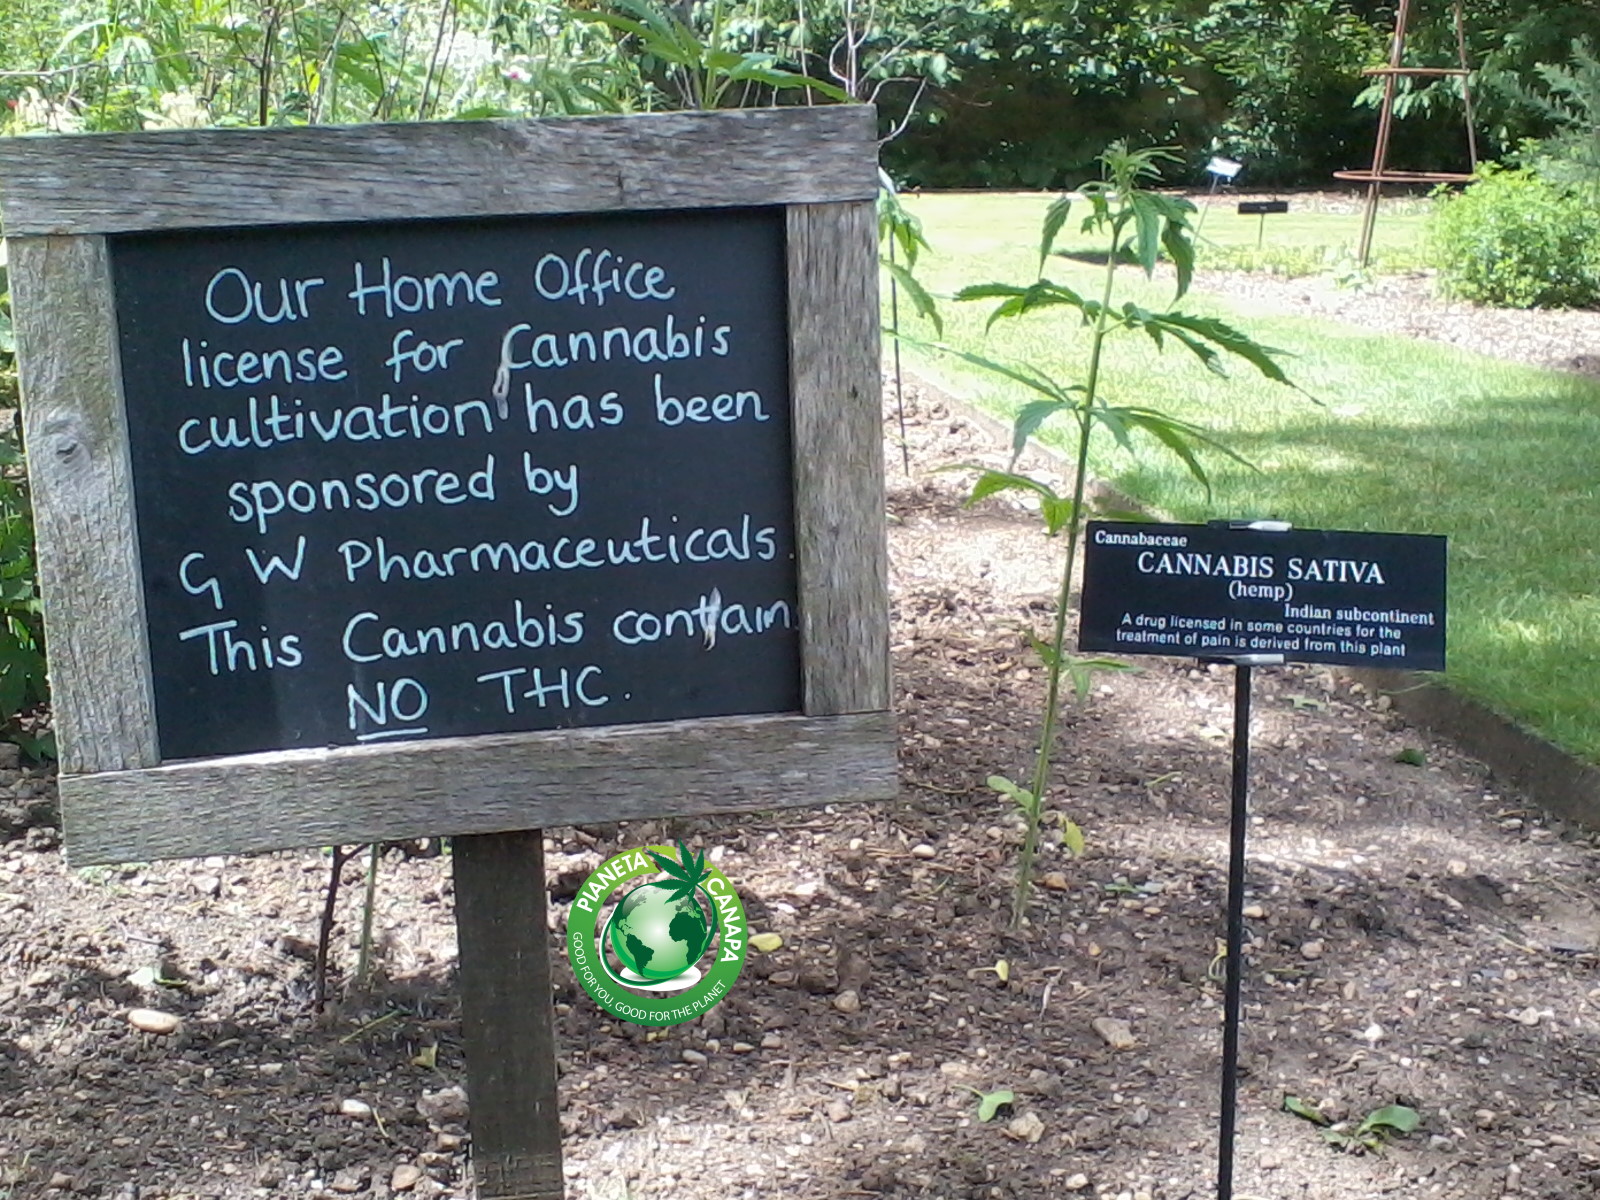 Our Home Office
license for Cannabis
cultivation has been
sponsored by
G W Pharmaceuticals.
This Cannabis contain
NO THC.
Cannabaceae
CANNABIS SATIVA
(hemp)
Indian subcontinent
A drug licensed in some countries for the
treatment of pain is derived from this plant
PIANETA CANAPA
GOOD FOR YOU, GOOD FOR THE PLANET